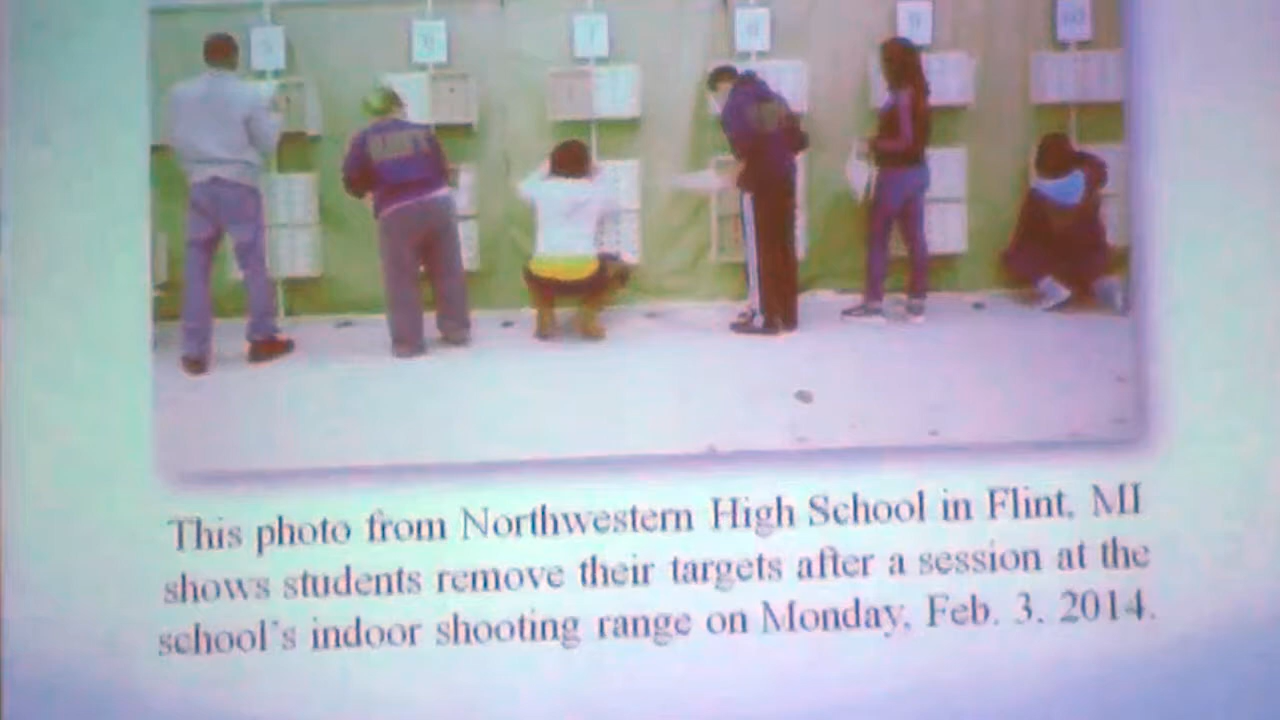 This photo from Northwestern High School in Flint, MI
shows students remove their targets after a session at the
school's indoor shooting range on Monday, Feb. 3, 2014.